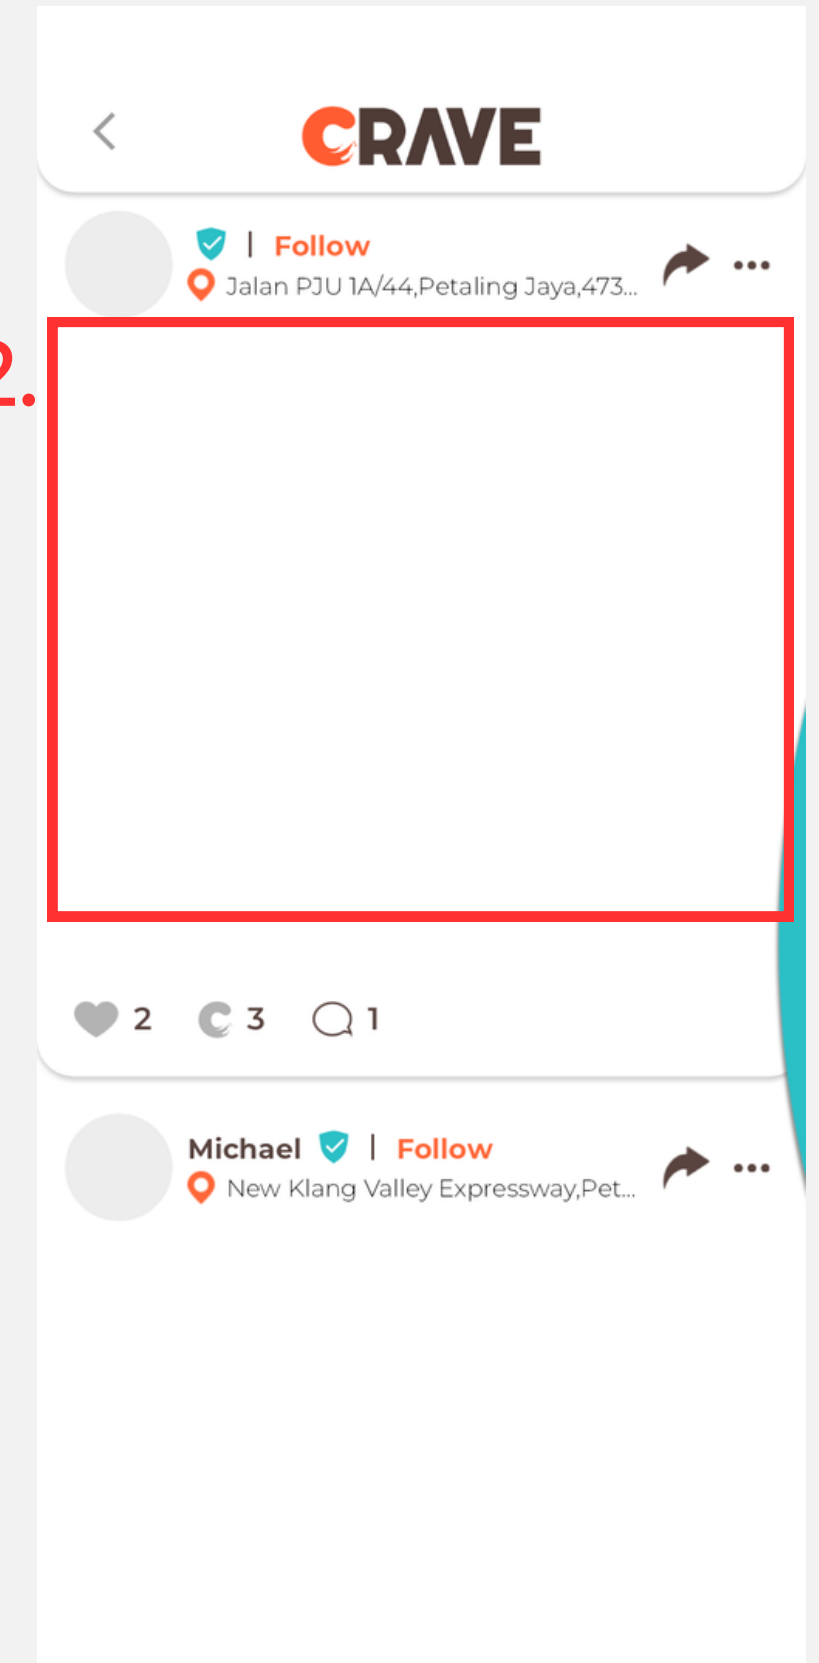 CRAVE
| Follow
Jalan PJU 1A/44,Petaling Jaya,473...
2.
2 3 1
Michael | Follow
New Klang Valley Expressway,Pet...